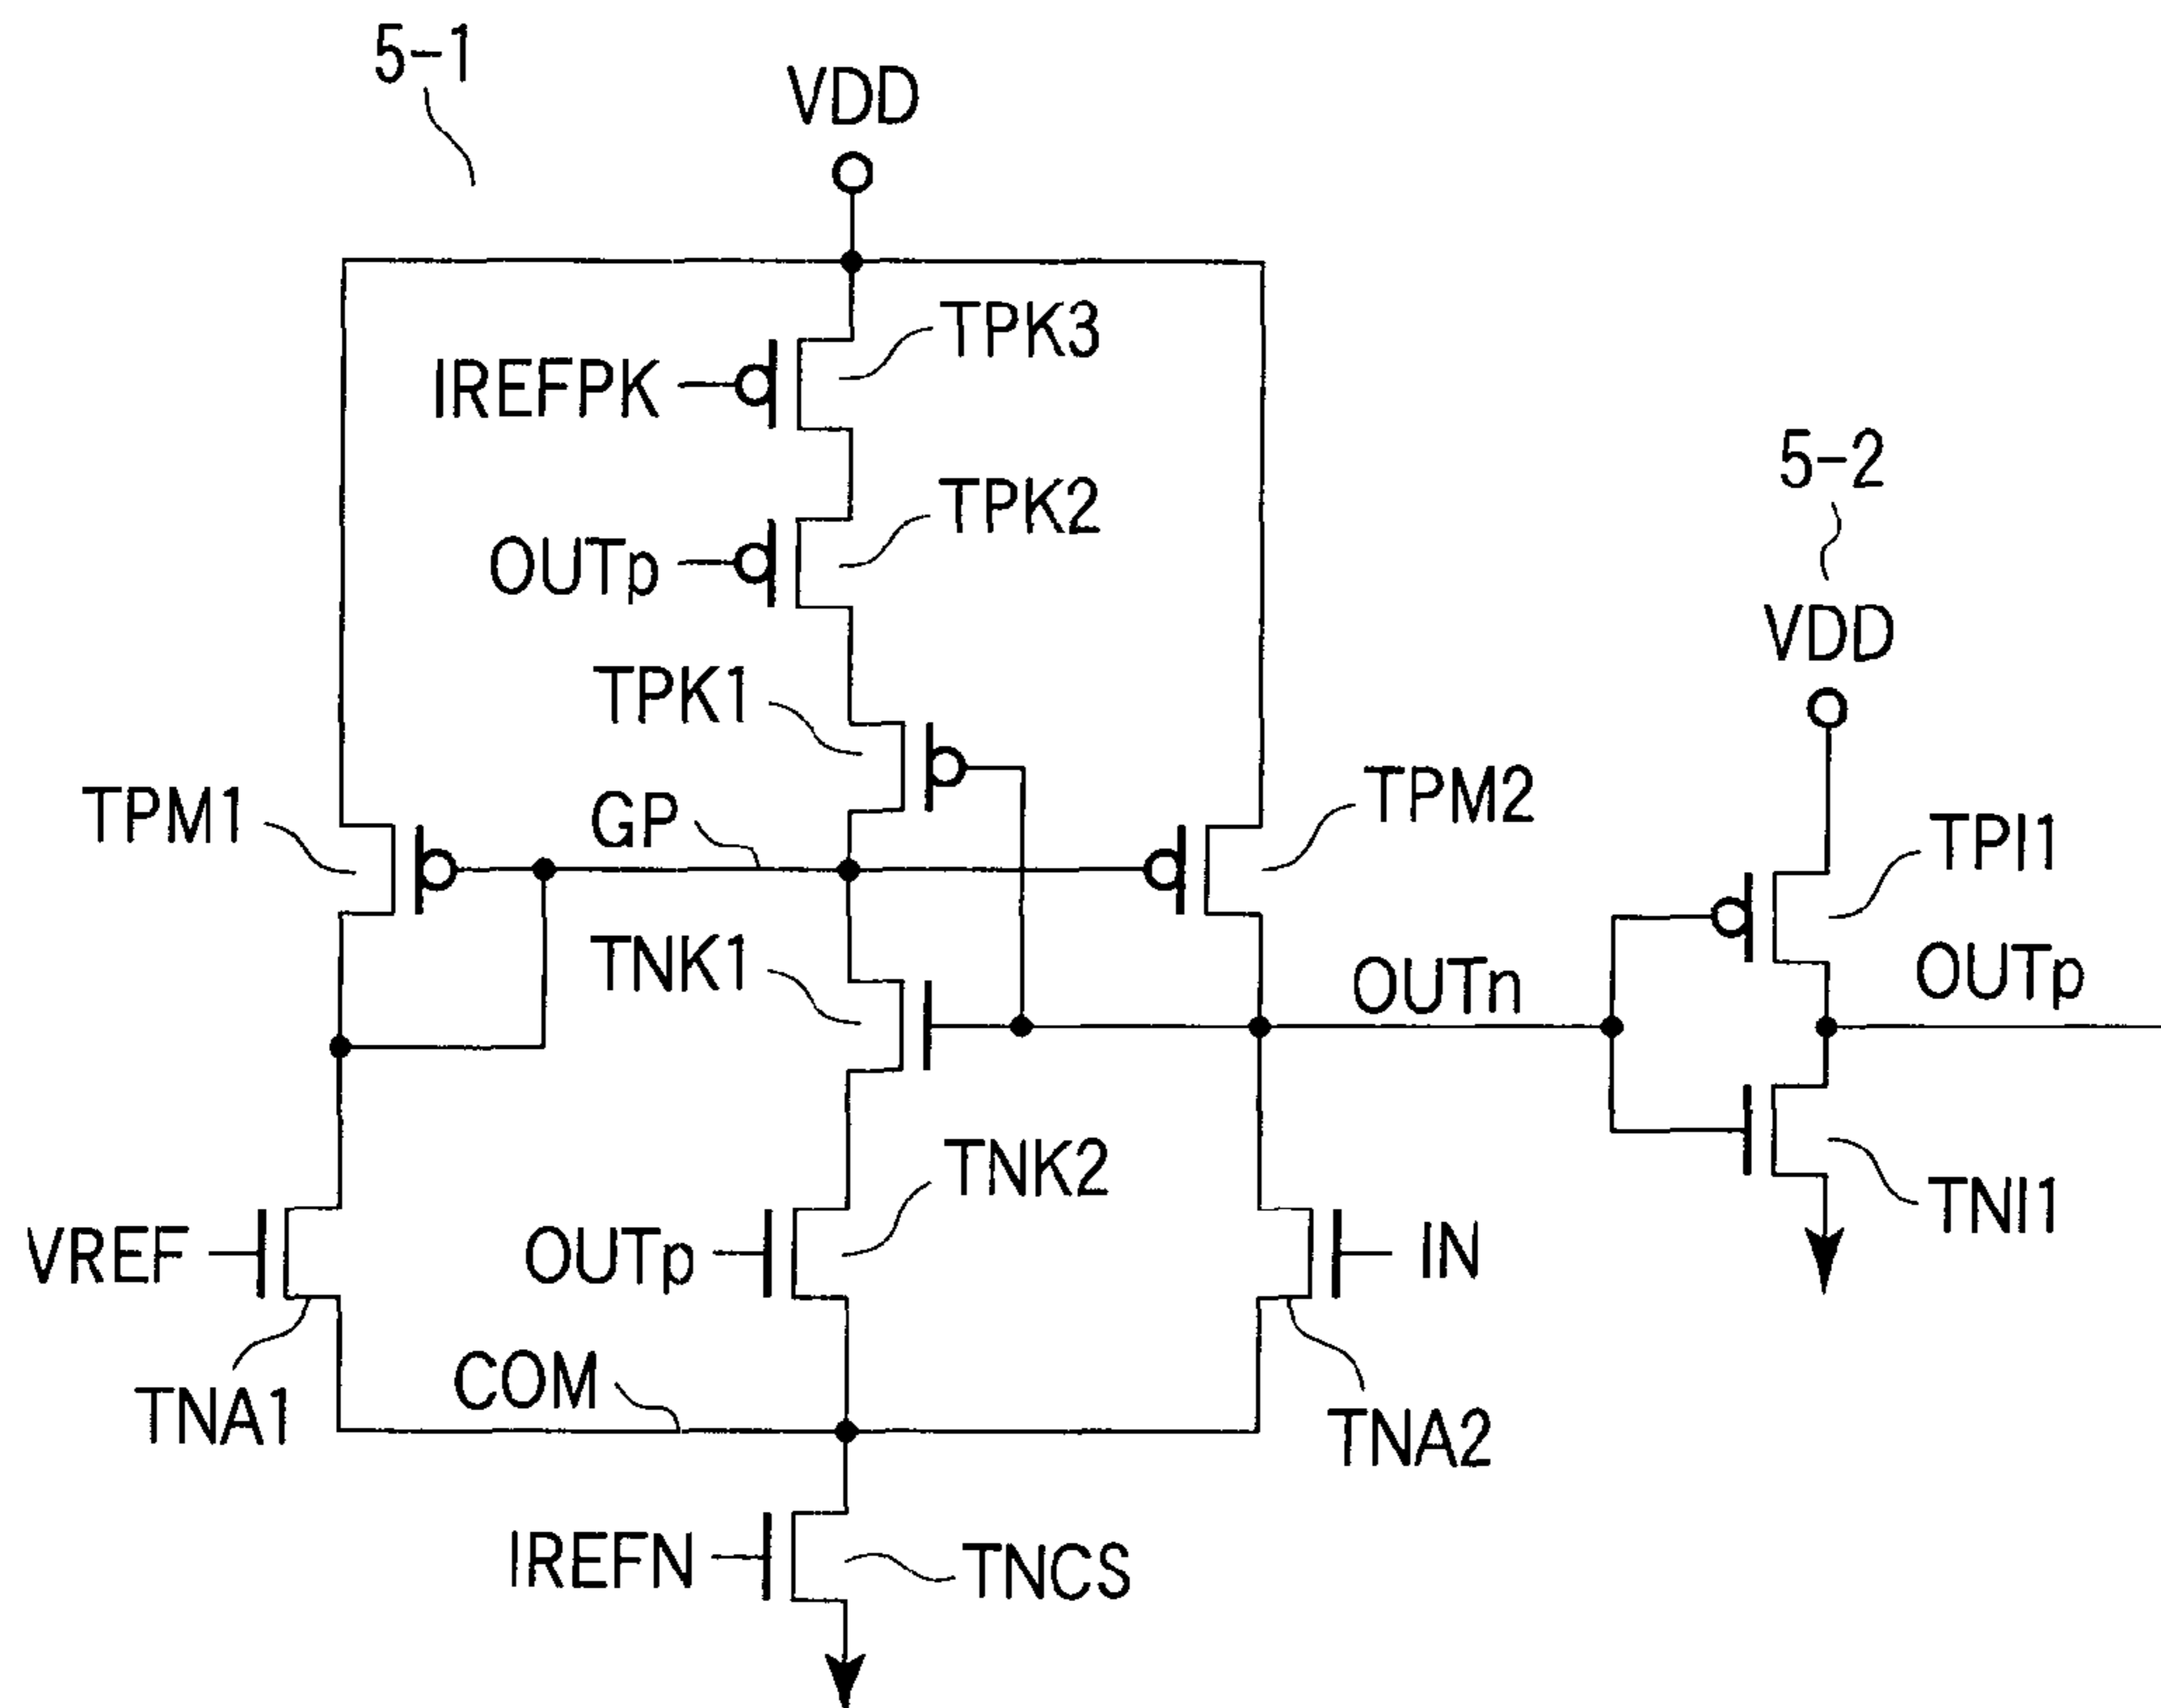 5-1
VDD
TPK3
IREFPK
5-2
TPK2
OUTp
VDD
TPK1
TPM1
GP
TPM2
TPI1
TNK1
OUTn
OUTp
TNK2
VREF
OUTp
IN
TNI1
COM
TNA1
TNA2
IREFN
TNCS